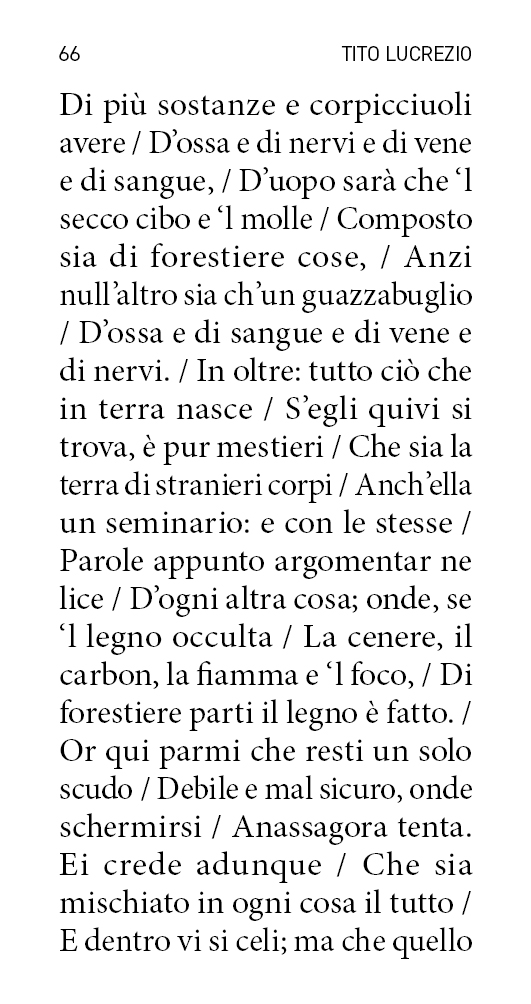 66 TITO LUCREZIO
Di più sostanze e corpicciuoli
avere / D’ossa e di nervi e di vene
e di sangue, / D’uopo sarà che ‘l
secco cibo e ‘l molle / Composto
sia di forestiere cose, / Anzi
null’altro sia ch’un guazzabuglio
/ D’ossa e di sangue e di vene e
di nervi. / In oltre: tutto ciò che
in terra nasce / S’egli quivi si
trova, è pur mestieri / Che sia la
terra di stranieri corpi / Anch’ella
un seminario: e con le stesse /
Parole appunto argomentar ne
lice / D’ogni altra cosa; onde, se
‘l legno occulta / La cenere, il
carbon, la fiamma e ‘l foco, / Di
forestiere parti il legno è fatto. /
Or qui parmi che resti un solo
scudo / Debile e mal sicuro, onde
schermirsi / Anassagora tenta.
Ei crede adunque / Che sia
mischiato in ogni cosa il tutto /
E dentro vi si celi; ma che quello